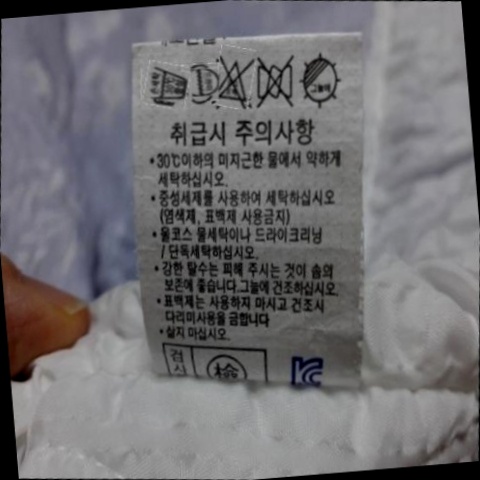 취급시 주의사항
•30℃이하의 미지근한 물에서 약하게
세탁하십시오.
•중성세제를 사용하여 세탁하십시오
(염색제, 표백제 사용금지)
•울코스 물세탁이나 드라이크리닝
/ 단독세탁하십시오.
•강한 탈수는 피해 주시는 것이 솜의
보존에 좋습니다.그늘에 건조하십시오.
•표백제는 사용하지 마시고 건조시
다리미사용을 금합니다
•삶지 마십시오.
검
檢